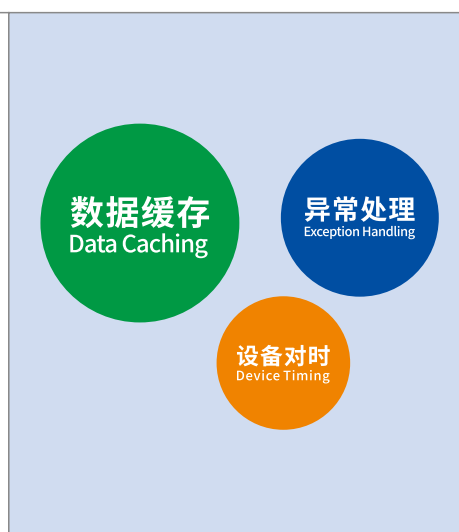 数据缓存
Data Caching
异常处理
Exception Handling
设备对时
Device Timing